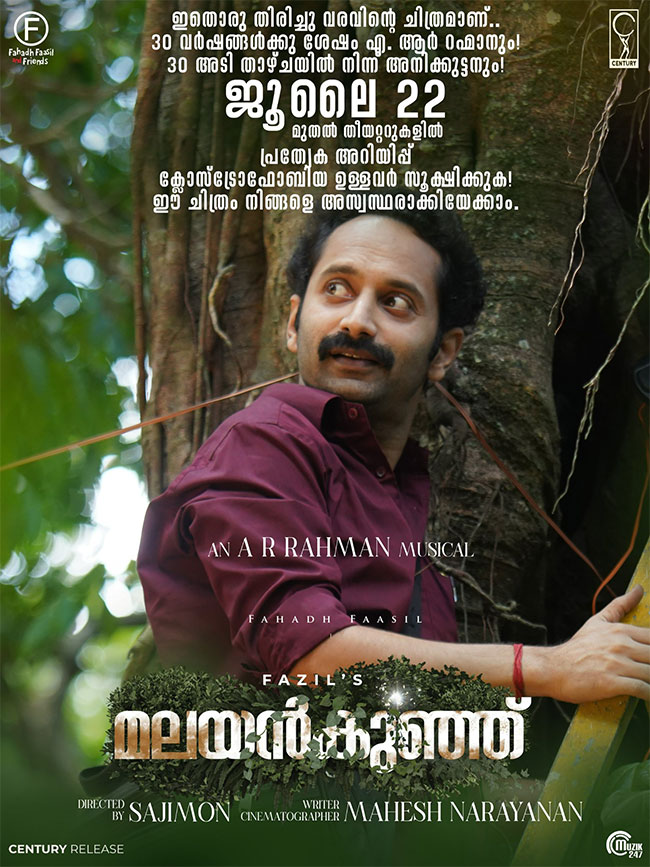 ഇതൊരു തിരിച്ചു വരവിന്റെ ചിത്രമാണ്..
30 വർഷങ്ങൾക്കു ശേഷം എ. ആർ റഹ്മാനും!
30 അടി താഴ്ചയിൽ നിന്ന് അനിക്കുട്ടനും!
ജൂലൈ 22
മുതൽ തീയറ്ററുകളിൽ
പ്രത്യേക അറിയിപ്പ്
ക്ലോസ്ട്രോഫോബിയ ഉള്ളവർ സൂക്ഷിക്കുക!
ഈ ചിത്രം നിങ്ങളെ അസ്വസ്ഥരാക്കിയേക്കാം.
F
Fahadh Faasil
and Friends
CENTURY
AN A R RAHMAN MUSICAL
FAHADH FAASIL
FAZIL'S
മലയൻകുഞ്ഞ്
DIRECTED BY SAJIMON
WRITER CINEMATOGRAPHER MAHESH NARAYANAN
CENTURY RELEASE
MUZIK 247